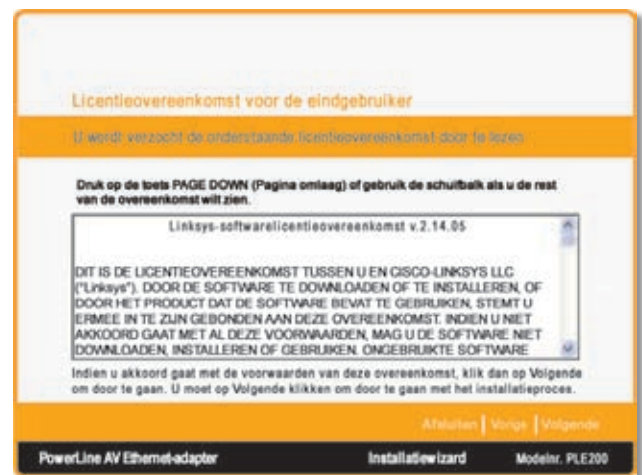 Licentieovereenkomst voor de eindgebruiker
U wordt verzocht de onderstaande licentieovereenkomst door te lezen
Druk op de toets PAGE DOWN (Pagina omlaag) of gebruik de schuifbalk als u de rest
van de overeenkomst wilt zien.
Linksys-softwarelicentieovereenkomst v.2.14.05
DIT IS DE LICENTIEOVEREENKOMST TUSSEN U EN CISCO-LINKSYS LLC
("Linksys"). DOOR DE SOFTWARE TE DOWNLOADEN OF TE INSTALLEREN, OF
DOOR HET PRODUCT DAT DE SOFTWARE BEVAT TE GEBRUIKEN, STEMT U
ERMEE IN TE ZIJN GEBONDEN AAN DEZE OVEREENKOMST. INDIEN U NIET
AKKOORD GAAT MET AL DEZE VOORWAARDEN, MAG U DE SOFTWARE NIET
DOWNLOADEN, INSTALLEREN OF GEBRUIKEN. ONGEBRUIKTE SOFTWARE
Indien u akkoord gaat met de voorwaarden van deze overeenkomst, klik dan op Volgende
om door te gaan. U moet op Volgende klikken om door te gaan met het installatieproces.
Afsluiten | Vorige | Volgende
PowerLine AV Ethernet-adapter Installatiewizard Modelnr. PLE200